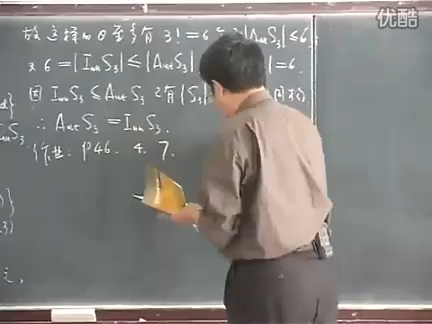 故这样的θ至多有3!=6个 |Aut S₃|≤6.
又 6=|Inn S₃|≤|Aut S₃| =6.
因 Inn S₃≤Aut S₃ 又有|S₃|
Inn S₃ ∴ Aut S₃=Inn S₃.
作业: P46. 4. 7.
优酷